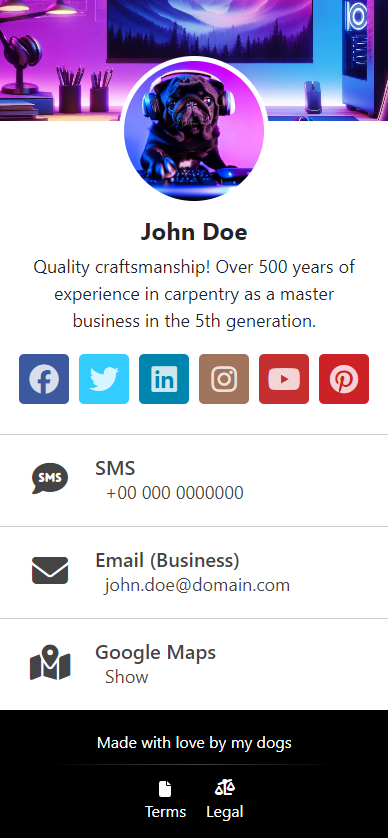 John Doe
Quality craftsmanship! Over 500 years of
experience in carpentry as a master
business in the 5th generation.
SMS
SMS
+00 000 0000000
Email (Business)
john.doe@domain.com
Google Maps
Show
Made with love by my dogs
Terms
Legal